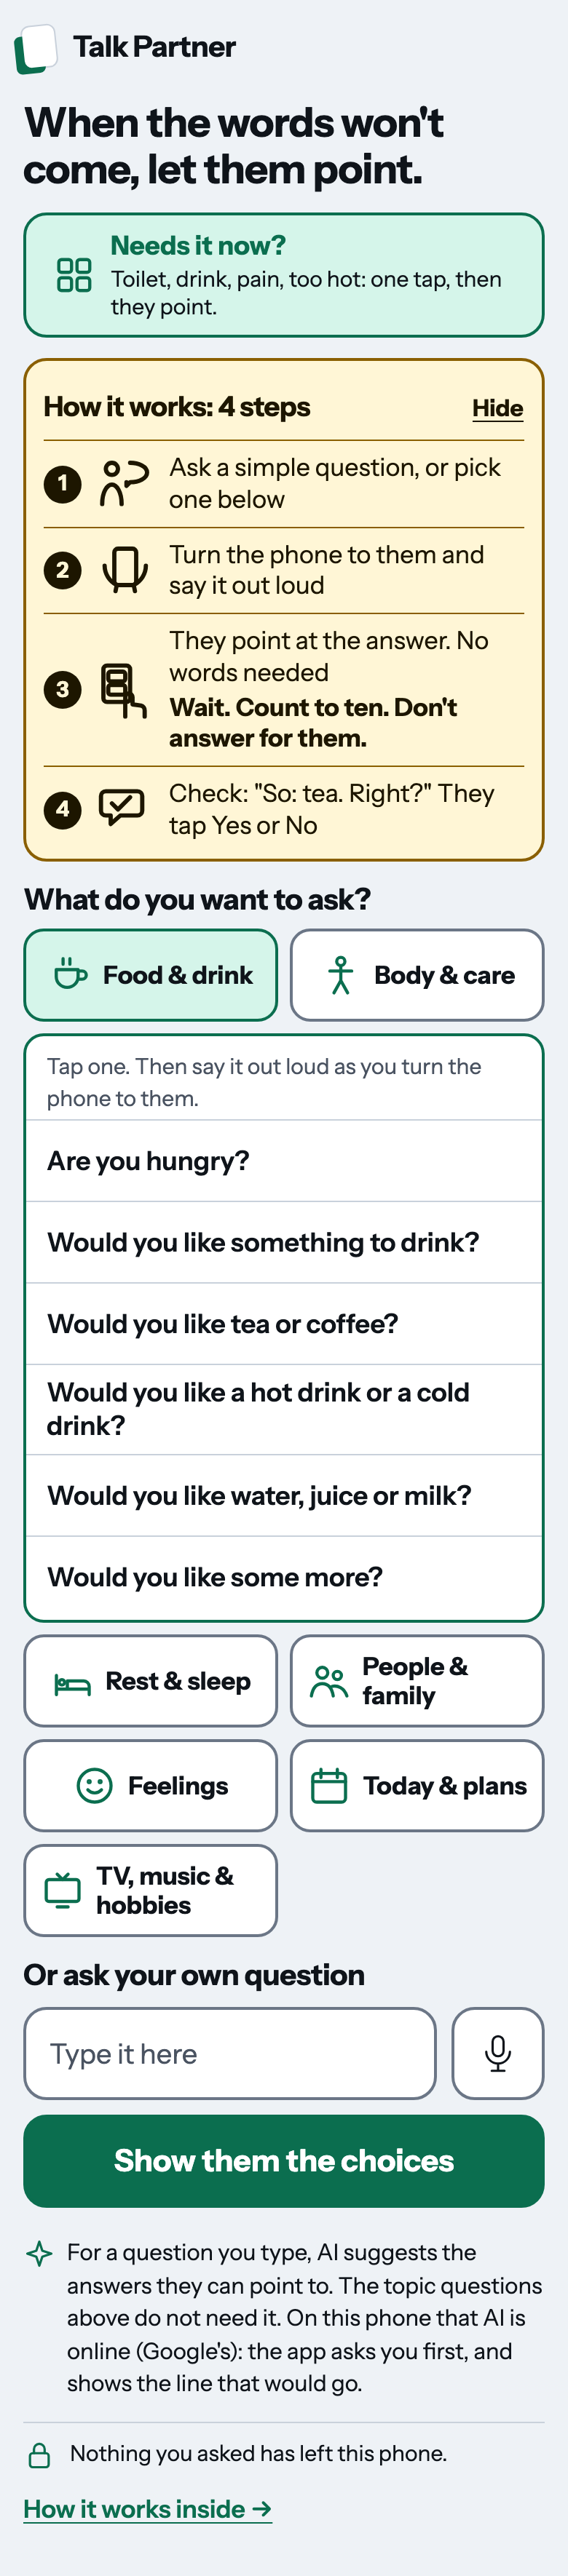 Talk Partner
When the words won't
come, let them point.
Needs it now?
Toilet, drink, pain, too hot: one tap, then
they point.
How it works: 4 steps
Hide
1
Ask a simple question, or pick
one below
2
Turn the phone to them and
say it out loud
3
They point at the answer. No
words needed
Wait. Count to ten. Don't
answer for them.
4
Check: "So: tea. Right?" They
tap Yes or No
What do you want to ask?
Food & drink
Body & care
Tap one. Then say it out loud as you turn the
phone to them.
Are you hungry?
Would you like something to drink?
Would you like tea or coffee?
Would you like a hot drink or a cold
drink?
Would you like water, juice or milk?
Would you like some more?
Rest & sleep
People &
family
Feelings
Today & plans
TV, music &
hobbies
Or ask your own question
Type it here
Show them the choices
For a question you type, AI suggests the
answers they can point to. The topic questions
above do not need it. On this phone that AI is
online (Google's): the app asks you first, and
shows the line that would go.
Nothing you asked has left this phone.
How it works inside →